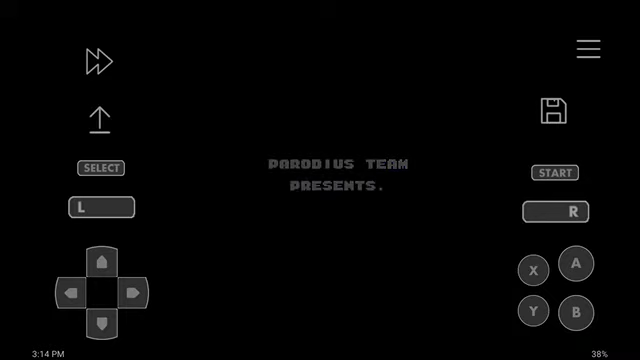 SELECT
PARODIUS TEAM
PRESENTS.
START
L
R
X
A
Y
B
3:14 PM
38%